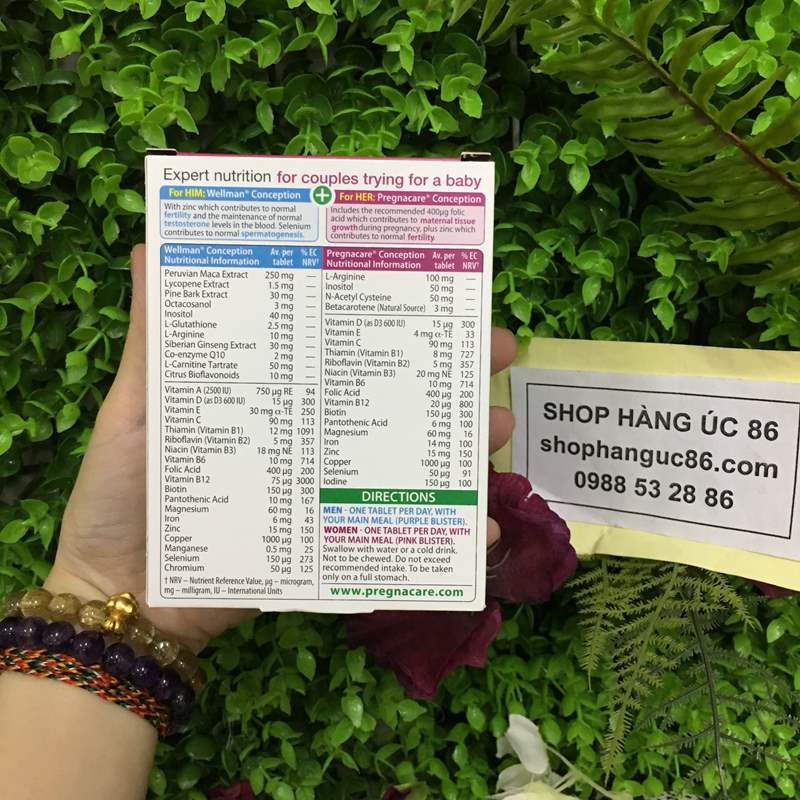 Expert nutrition for couples trying for a baby
For HIM: Wellman® Conception
With zinc which contributes to normal
fertility and the maintenance of normal
testosterone levels in the blood. Selenium
contributes to normal spermatogenesis.
+
For HER: Pregnacare® Conception
Includes the recommended 400µg folic
acid which contributes to maternal tissue
growth during pregnancy, plus zinc which
contributes to normal fertility.
Wellman® Conception Av. per % EC
Nutritional Information tablet NRV†
Peruvian Maca Extract 250 mg —
Lycopene Extract 1.5 mg —
Pine Bark Extract 30 mg —
Octacosanol 3 mg —
Inositol 40 mg —
L-Glutathione 2.5 mg —
L-Arginine 10 mg —
Siberian Ginseng Extract 30 mg —
Co-enzyme Q10 2 mg —
L-Carnitine Tartrate 50 mg —
Citrus Bioflavonoids 10 mg —
Vitamin A (2500 IU) 750 µg RE 94
Vitamin D (as D3 600 IU) 15 µg 300
Vitamin E 30 mg α-TE 250
Vitamin C 90 mg 113
Thiamin (Vitamin B1) 12 mg 1091
Riboflavin (Vitamin B2) 5 mg 357
Niacin (Vitamin B3) 18 mg NE 113
Vitamin B6 10 mg 714
Folic Acid 400 µg 200
Vitamin B12 75 µg 3000
Biotin 150 µg 300
Pantothenic Acid 10 mg 167
Magnesium 60 mg 16
Iron 6 mg 43
Zinc 15 mg 150
Copper 1000 µg 100
Manganese 0.5 mg 25
Selenium 150 µg 273
Chromium 50 µg 125
† NRV – Nutrient Reference Value, µg – microgram,
mg – milligram, IU – International Units
Pregnacare® Conception Av. per % EC
Nutritional Information tablet NRV†
L-Arginine 100 mg —
Inositol 50 mg —
N-Acetyl Cysteine 50 mg —
Betacarotene (Natural Source) 3 mg —
Vitamin D (as D3 600 IU) 15 µg 300
Vitamin E 4 mg α-TE 33
Vitamin C 90 mg 113
Thiamin (Vitamin B1) 8 mg 727
Riboflavin (Vitamin B2) 5 mg 357
Niacin (Vitamin B3) 20 mg NE 125
Vitamin B6 10 mg 714
Folic Acid 400 µg 200
Vitamin B12 20 µg 800
Biotin 150 µg 300
Pantothenic Acid 6 mg 100
Magnesium 60 mg 16
Iron 14 mg 100
Zinc 15 mg 150
Copper 1000 µg 100
Selenium 50 µg 91
Iodine 150 µg 100
DIRECTIONS
MEN - ONE TABLET PER DAY, WITH
YOUR MAIN MEAL (PURPLE BLISTER).
WOMEN - ONE TABLET PER DAY, WITH
YOUR MAIN MEAL (PINK BLISTER).
Swallow with water or a cold drink.
Not to be chewed. Do not exceed
recommended intake. To be taken
only on a full stomach.
www.pregnacare.com
SHOP HÀNG ÚC 86
shophanguc86.com
0988 53 28 86